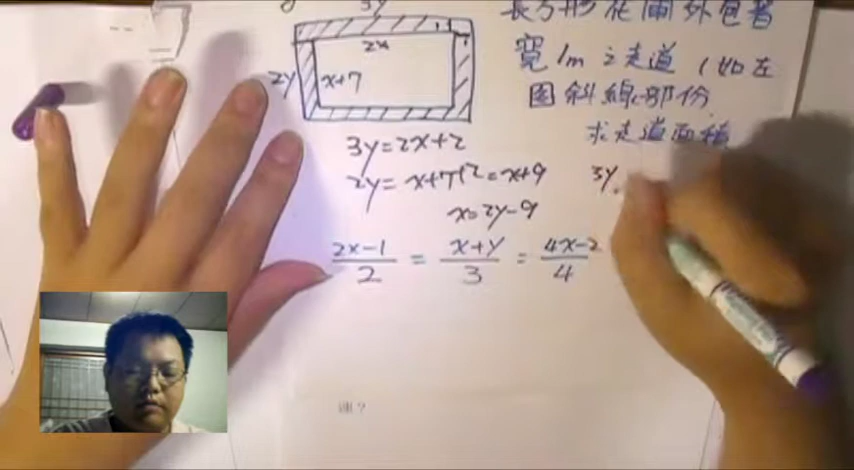 3y
長方形花圃外包著
2x
寬1m之走道(如左
2y
x+7
圖斜線部份
求走道面積
3y=2x+2
2y=x+7+2=x+9
3y
x=2y-9
2x-1/2 = x+y/3 = 4x-2/4